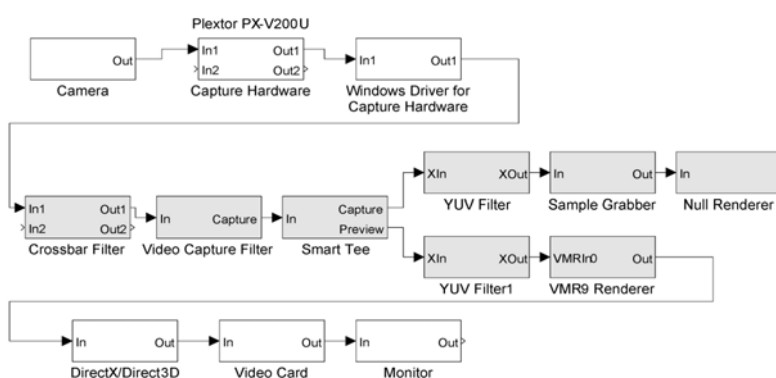 Plextor PX-V200U
Out
In1 Out1
In2 Out2
In1 Out1
Camera
Capture Hardware
Windows Driver for
Capture Hardware
XIn XOut
In Out
In
YUV Filter
Sample Grabber
Null Renderer
In1 Out1
In2 Out2
In Capture
In Capture
Preview
Crossbar Filter
Video Capture Filter
Smart Tee
XIn XOut
VMRIn0 Out
YUV Filter1
VMR9 Renderer
In Out
In Out
In Out
DirectX/Direct3D
Video Card
Monitor